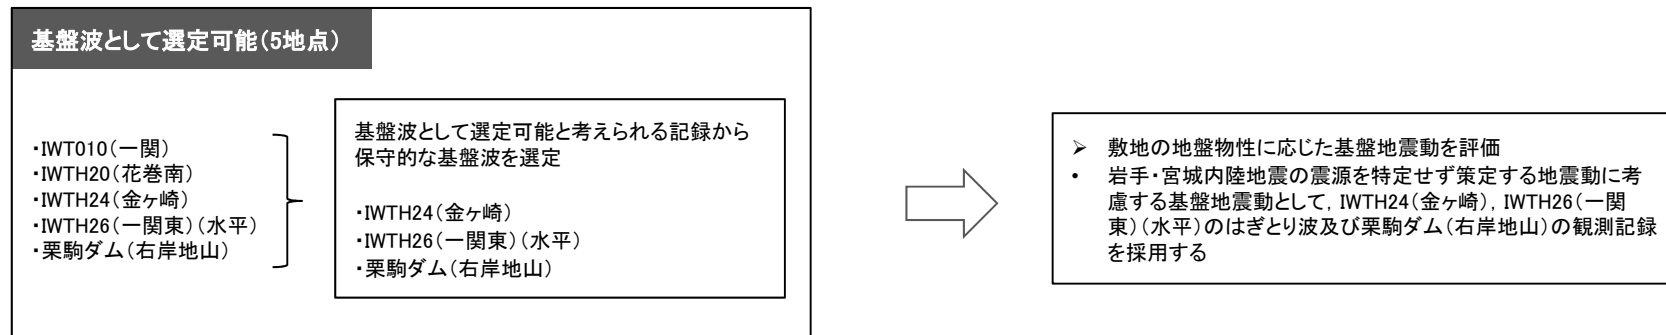 基盤波として選定可能(5地点)
・IWT010(一関)
・IWTH20(花巻南)
・IWTH24(金ヶ崎)
・IWTH26(一関東)(水平)
・栗駒ダム(右岸地山)
基盤波として選定可能と考えられる記録から
保守的な基盤波を選定
・IWTH24(金ヶ崎)
・IWTH26(一関東)(水平)
・栗駒ダム(右岸地山)
➢ 敷地の地盤物性に応じた基盤地震動を評価
• 岩手・宮城内陸地震の震源を特定せず策定する地震動に考
慮する基盤地震動として, IWTH24(金ヶ崎), IWTH26(一関
東)(水平)のはぎとり波及び栗駒ダム(右岸地山)の観測記録
を採用する